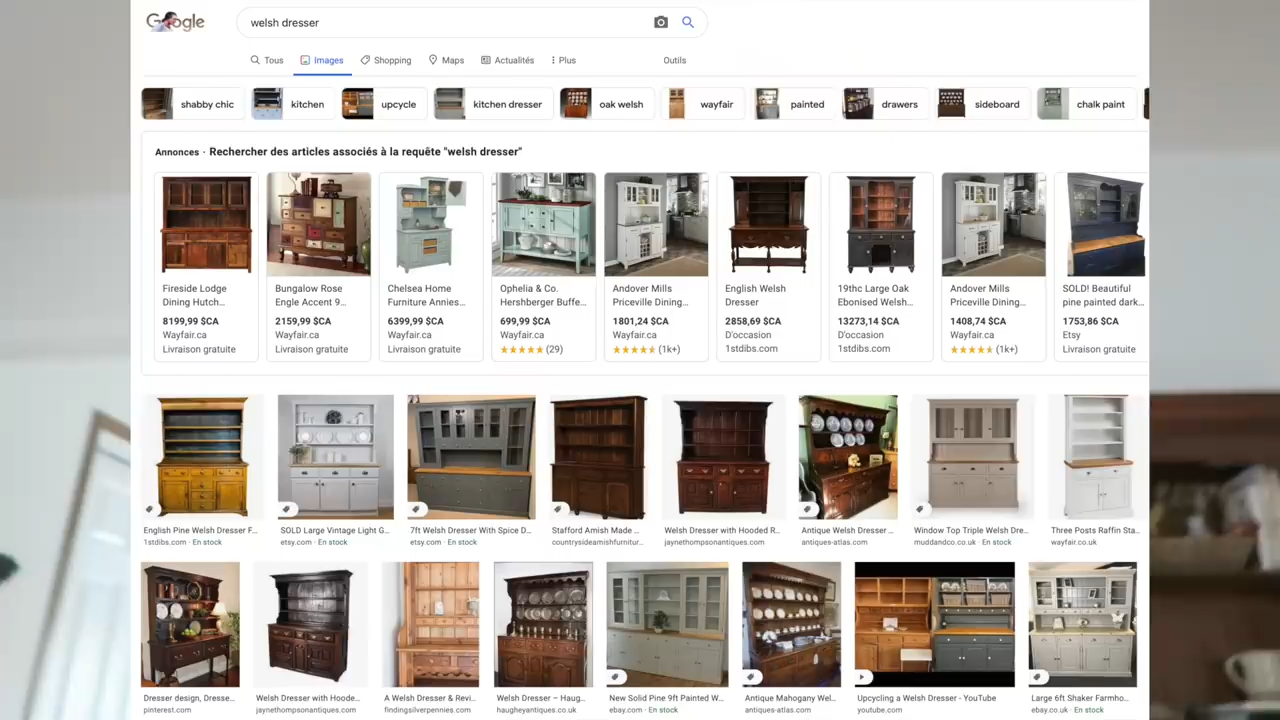 Google
welsh dresser
Tous
Images
Shopping
Maps
Actualités
Plus
Outils
shabby chic
kitchen
upcycle
kitchen dresser
oak welsh
wayfair
painted
drawers
sideboard
chalk paint
Annonces · Rechercher des articles associés à la requête "welsh dresser"
Fireside Lodge
Dining Hutch...
8199,99 $CA
Wayfair.ca
Livraison gratuite
Bungalow Rose
Engle Accent 9...
2159,99 $CA
Wayfair.ca
Livraison gratuite
Chelsea Home
Furniture Annies...
6399,99 $CA
Wayfair.ca
Livraison gratuite
Ophelia & Co.
Hershberger Buffe...
699,99 $CA
Wayfair.ca
(29)
Andover Mills
Priceville Dining...
1801,24 $CA
Wayfair.ca
(1k+)
English Welsh
Dresser
2858,69 $CA
D'occasion
1stdibs.com
19thc Large Oak
Ebonised Welsh...
13273,14 $CA
D'occasion
1stdibs.com
Andover Mills
Priceville Dining...
1408,74 $CA
Wayfair.ca
(1k+)
SOLD! Beautiful
pine painted dark...
1753,86 $CA
Etsy
Livraison gratuite
English Pine Welsh Dresser F...
1stdibs.com · En stock
SOLD Large Vintage Light G...
etsy.com · En stock
7ft Welsh Dresser With Spice D...
etsy.com · En stock
Stafford Amish Made ...
countrysideamishfurnitur...
Welsh Dresser with Hooded R...
jaynethompsonantiques.com
Antique Welsh Dresser ...
antiques-atlas.com
Window Top Triple Welsh Dre...
muddandco.co.uk · En stock
Three Posts Raffin Sta...
wayfair.co.uk
Dresser design, Dresse...
pinterest.com
Welsh Dresser with Hoode...
jaynethompsonantiques.com
A Welsh Dresser & Revi...
findingsilverpennies.com
Welsh Dresser – Haug...
haugheyantiques.co.uk
New Solid Pine 9ft Painted W...
ebay.com · En stock
Antique Mahogany Wel...
antiques-atlas.com
Upcycling a Welsh Dresser - YouTube
youtube.com
Large 6ft Shaker Farmho...
ebay.co.uk · En stock